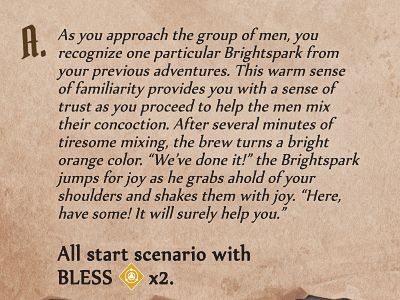 A. As you approach the group of men, you
recognize one particular Brightspark from
your previous adventures. This warm sense
of familiarity provides you with a sense of
trust as you proceed to help the men mix
their concoction. After several minutes of
tiresome mixing, the brew turns a bright
orange color. “We’ve done it!” the Brightspark
jumps for joy as he grabs ahold of your
shoulders and shakes them with joy. “Here,
have some! It will surely help you.”
All start scenario with
BLESS x2.